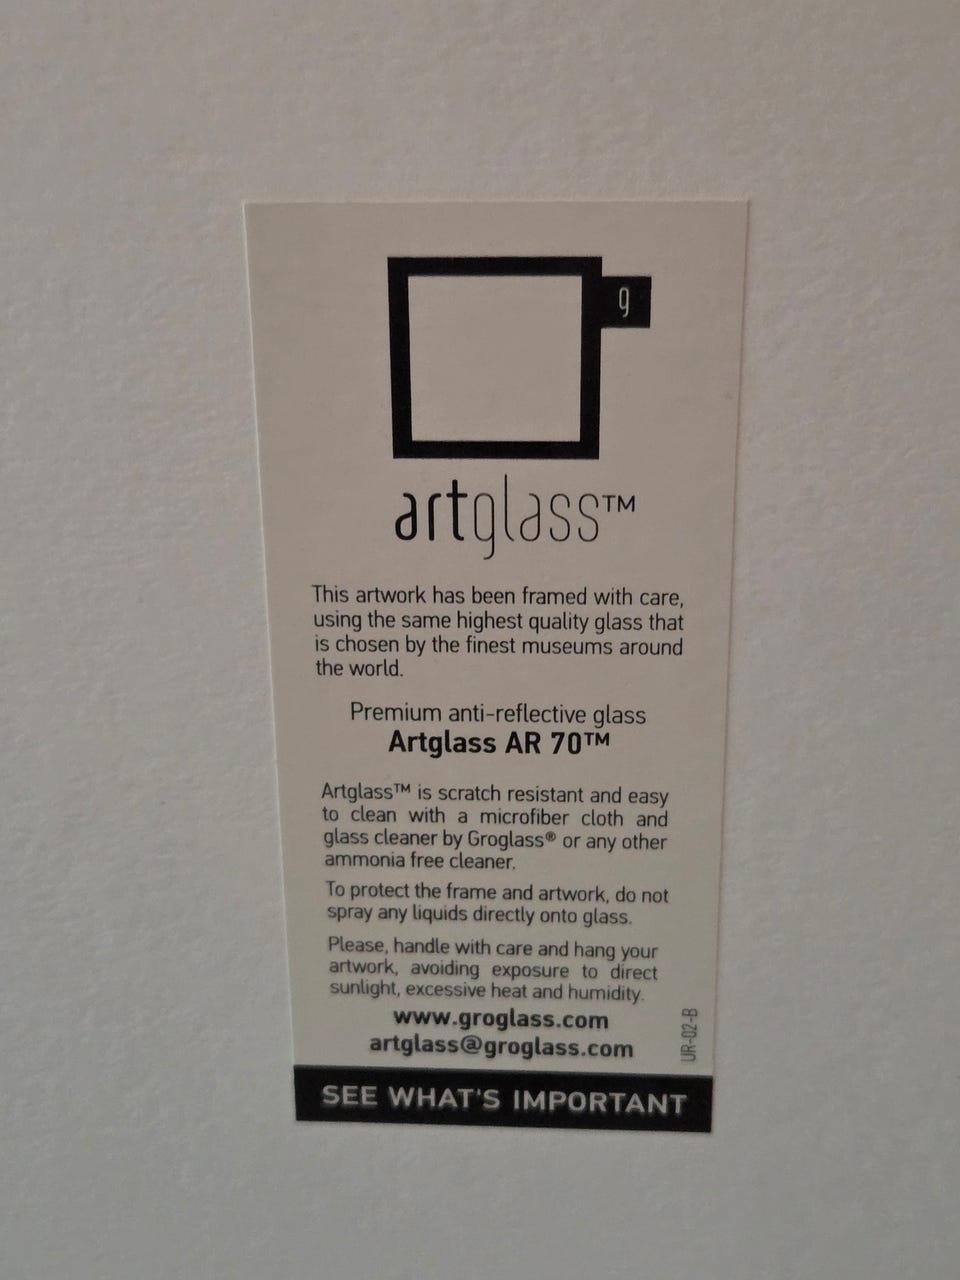 g
artglass™
This artwork has been framed with care,
using the same highest quality glass that
is chosen by the finest museums around
the world.
Premium anti-reflective glass
Artglass AR 70™
Artglass™ is scratch resistant and easy
to clean with a microfiber cloth and
glass cleaner by Groglass® or any other
ammonia free cleaner.
To protect the frame and artwork, do not
spray any liquids directly onto glass.
Please, handle with care and hang your
artwork, avoiding exposure to direct
sunlight, excessive heat and humidity.
www.groglass.com
artglass@groglass.com
UR-02-B
SEE WHAT'S IMPORTANT